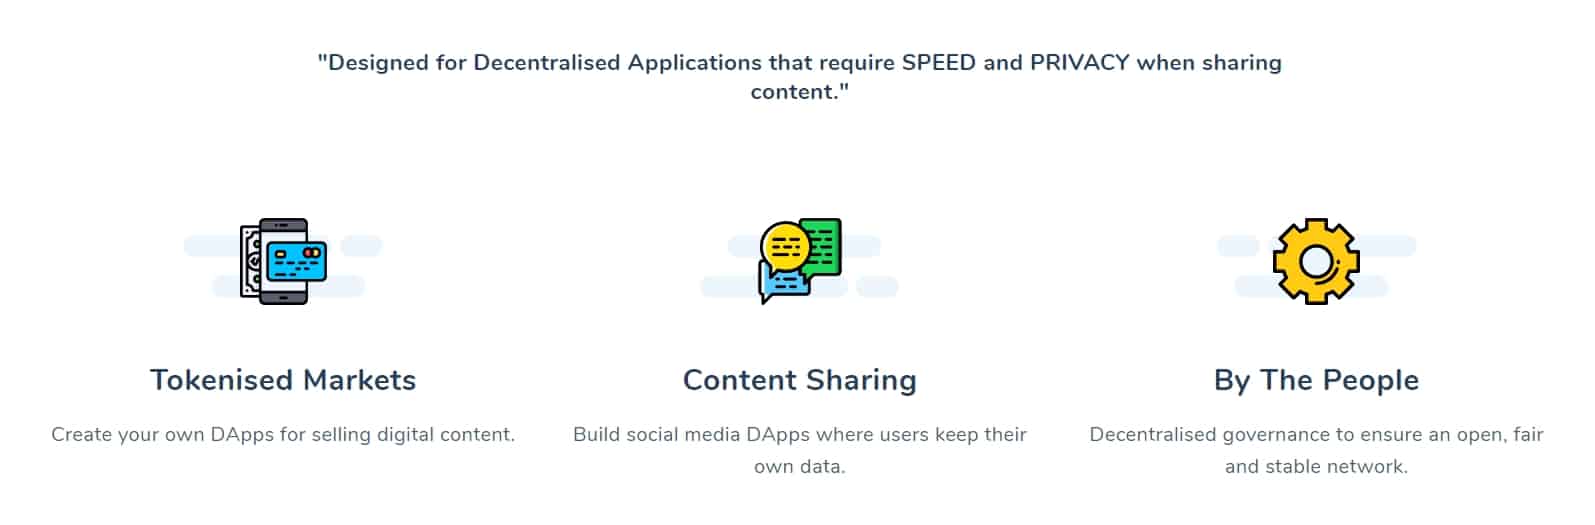 "Designed for Decentralised Applications that require SPEED and PRIVACY when sharing
content."
Tokenised Markets
Create your own DApps for selling digital content.
Content Sharing
Build social media DApps where users keep their
own data.
By The People
Decentralised governance to ensure an open, fair
and stable network.